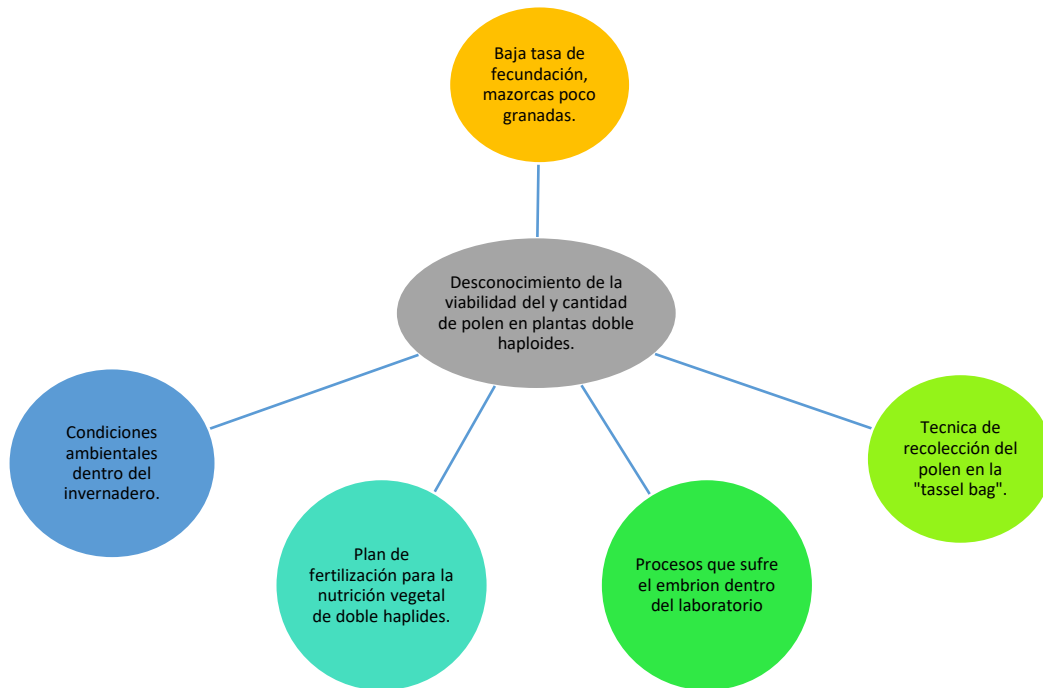 Baja tasa de
fecundación,
mazorcas poco
granadas.
Desconocimiento de la
viabilidad del y cantidad
de polen en plantas doble
haploides.
Condiciones
ambientales
dentro del
invernadero.
Plan de
fertilización para la
nutrición vegetal
de doble haplides.
Procesos que sufre
el embrion dentro
del laboratorio
Tecnica de
recolección del
polen en la
"tassel bag".